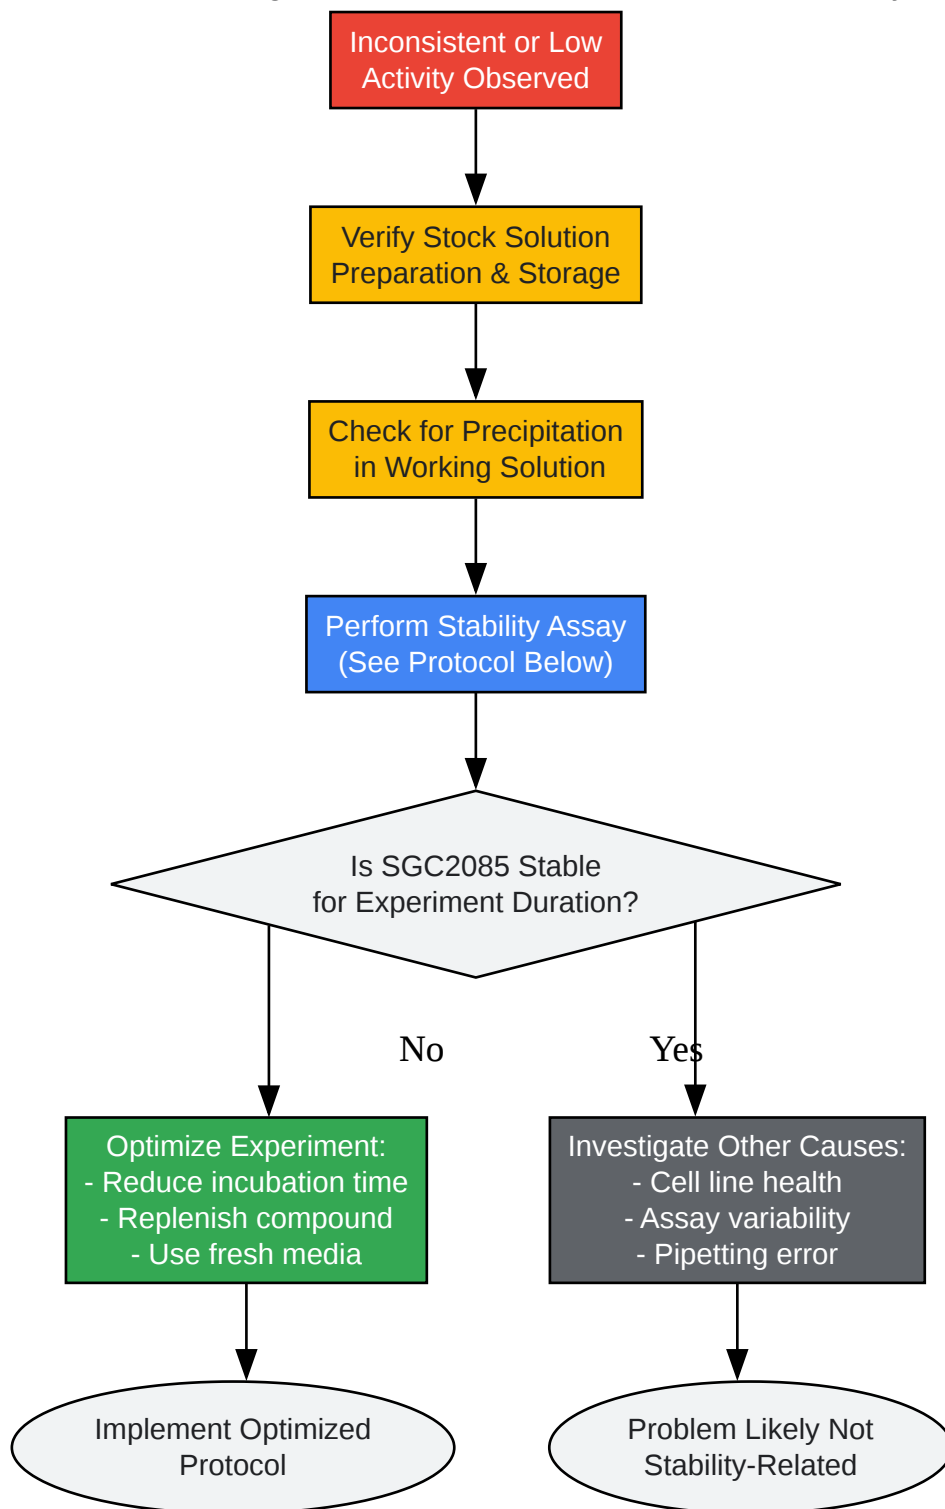 Inconsistent or Low
Activity Observed
Verify Stock Solution
Preparation & Storage
Check for Precipitation
in Working Solution
Perform Stability Assay
(See Protocol Below)
Is SGC2085 Stable
for Experiment Duration?
No
Yes
Optimize Experiment:
- Reduce incubation time
- Replenish compound
- Use fresh media
Investigate Other Causes:
- Cell line health
- Assay variability
- Pipetting error
Implement Optimized
Protocol
Problem Likely Not
Stability-Related